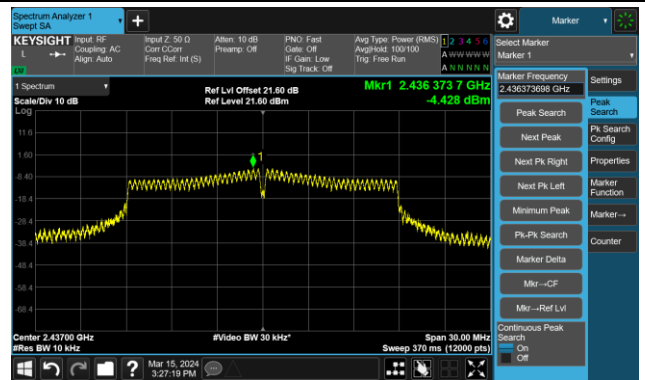 Spectrum Analyzer 1
Swept SA
Marker
KEYSIGHT
Input: RF
Coupling: AC
Align: Auto
Input Z: 50 Ω
Corr CCorr
Freq Ref: Int (S)
Atten: 10 dB
Preamp: Off
PNO: Fast
Gate: Off
IF Gain: Low
Sig Track: Off
Avg Type: Power (RMS)
Avg|Hold: 100/100
Trig: Free Run
1 2 3 4 5 6
A W W W W W
A N N N N N
L
Select Marker
Marker 1
1 Spectrum
Scale/Div 10 dB
Log
Ref Lvl Offset 21.60 dB
Ref Level 21.60 dBm
Mkr1 2.436 373 7 GHz
-4.428 dBm
11.6
1.60
-8.40
-18.4
-28.4
-38.4
-48.4
-58.4
-68.4
1
Center 2.43700 GHz
#Res BW 10 kHz
#Video BW 30 kHz*
Span 30.00 MHz
Sweep 370 ms (12000 pts)
Marker Frequency
2.436373698 GHz
Peak Search
Next Peak
Next Pk Right
Next Pk Left
Minimum Peak
Pk-Pk Search
Marker Delta
Mkr→CF
Mkr→Ref Lvl
Continuous Peak
Search
On
Off
Settings
Peak
Search
Pk Search
Config
Properties
Marker
Function
Marker→
Counter
?
Mar 15, 2024
3:27:19 PM